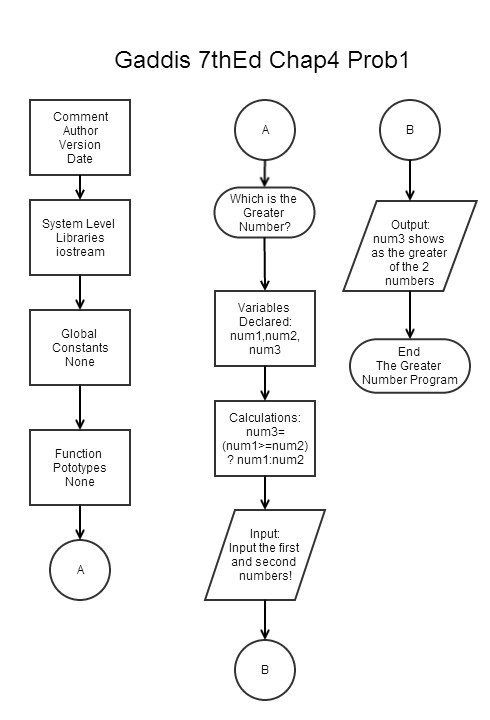 Gaddis 7thEd Chap4 Prob1
Comment
Author
Version
Date
System Level
Libraries
iostream
Global
Constants
None
Function
Pototypes
None
A
A
Which is the
Greater
Number?
Variables
Declared:
num1,num2,
num3
Calculations:
num3=
(num1>=num2)
? num1:num2
Input:
Input the first
and second
numbers!
B
B
Output:
num3 shows
as the greater
of the 2
numbers
End
The Greater
Number Program